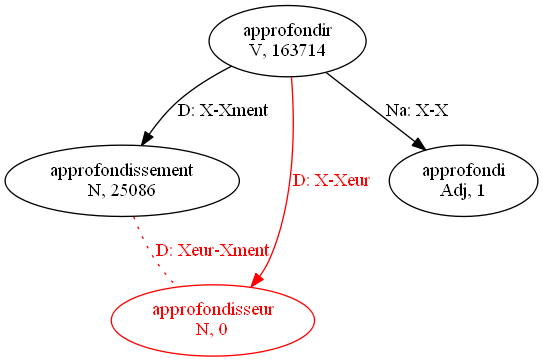 approfondir
V, 163714
D: X-Xment
Na: X-X
approfondissement
N, 25086
D: X-Xeur
approfondi
Adj, 1
D: Xeur-Xment
approfondisseur
N, 0